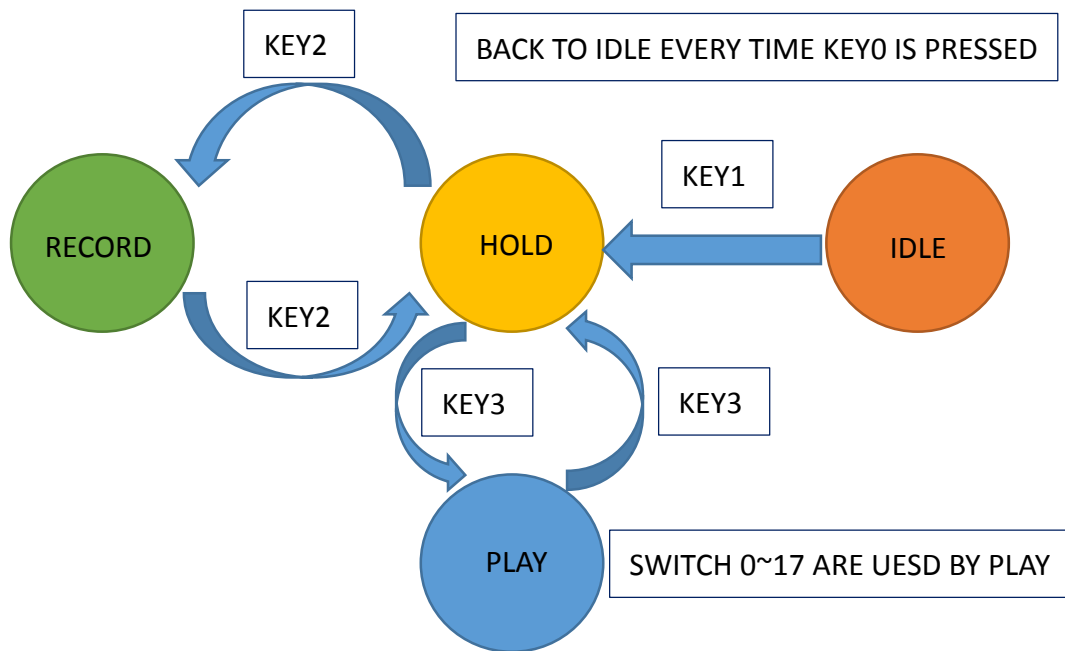 KEY2
BACK TO IDLE EVERY TIME KEY0 IS PRESSED
KEY1
RECORD
HOLD
IDLE
KEY2
KEY3
KEY3
PLAY
SWITCH 0~17 ARE UESD BY PLAY